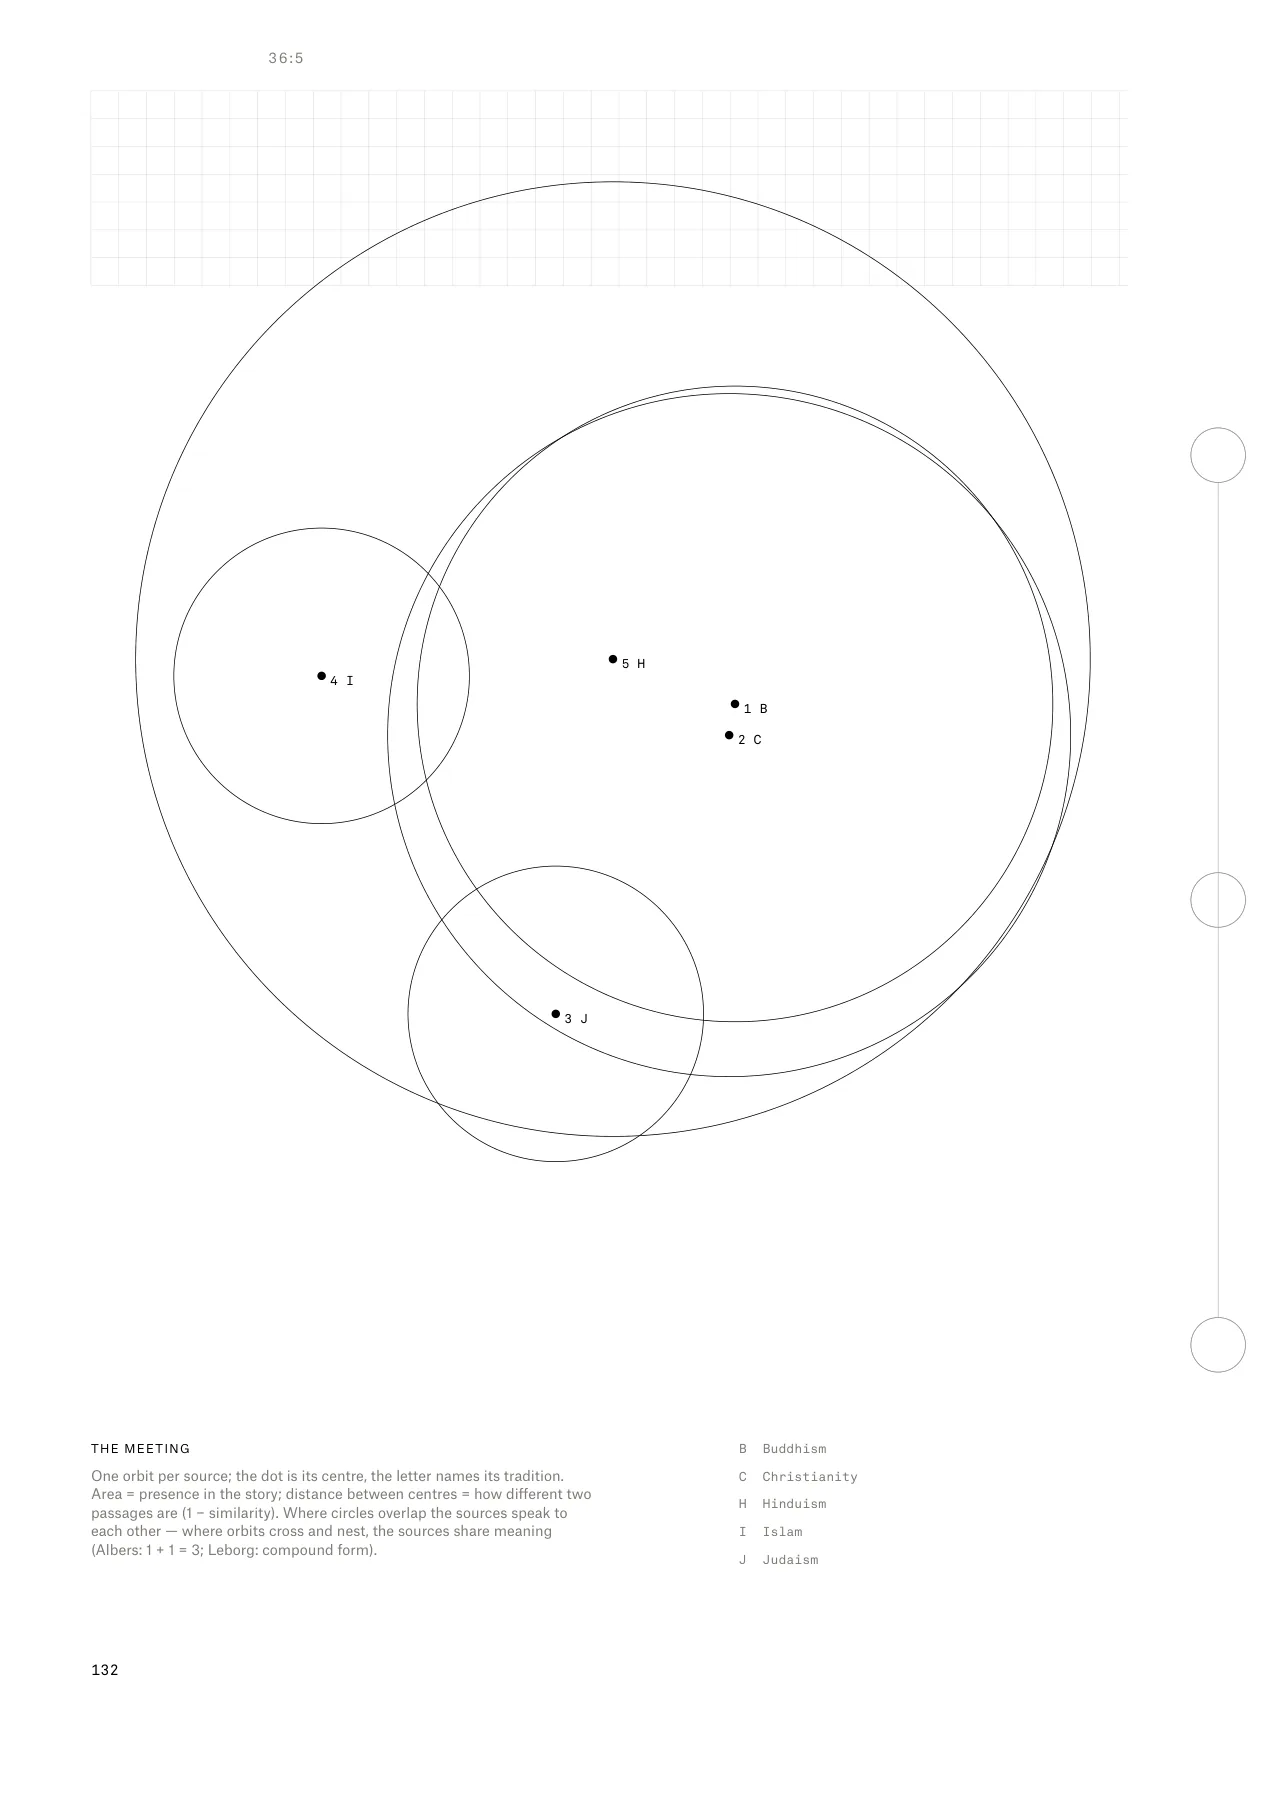 36:5
5 H
4 I
1 B
2 C
3 J
THE MEETING
One orbit per source; the dot is its centre, the letter names its tradition.
Area = presence in the story; distance between centres = how different two
passages are (1 − similarity). Where circles overlap the sources speak to
each other — where orbits cross and nest, the sources share meaning
(Albers: 1 + 1 = 3; Leborg: compound form).
B Buddhism
C Christianity
H Hinduism
I Islam
J Judaism
132